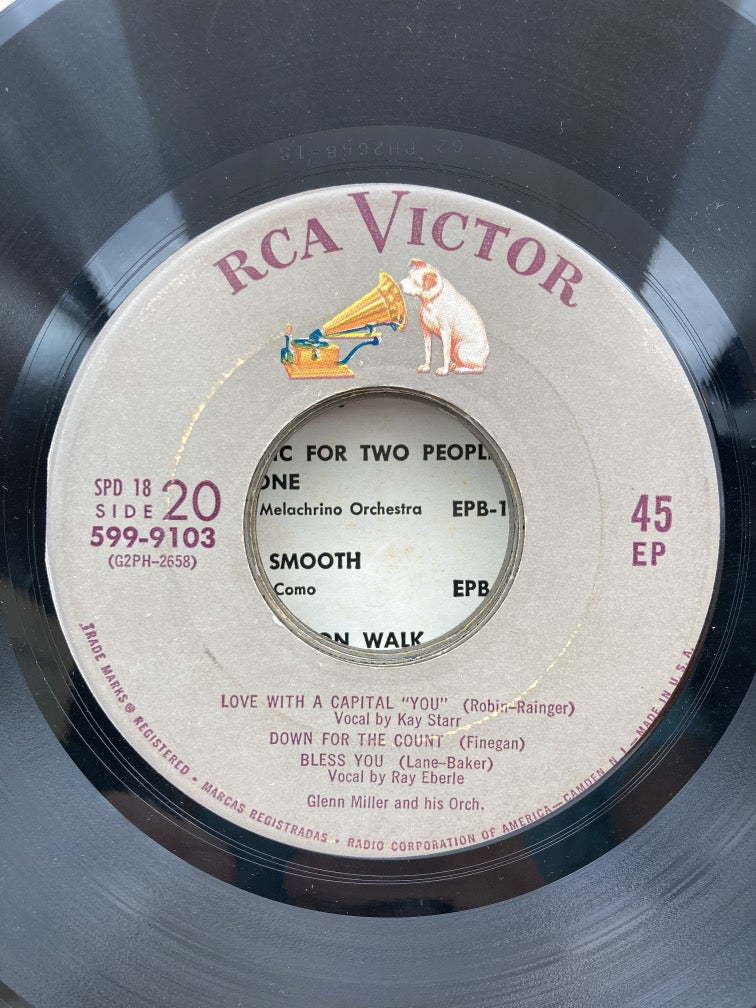 G2 PH2658-1S
RCA VICTOR
SPD 18
SIDE 20
599-9103
(G2PH-2658)
45
EP
FOR TWO PEOPL
ONE
Melachrino Orchestra EPB-1
SMOOTH
Como EPB
ON WALK
LOVE WITH A CAPITAL "YOU" (Robin-Rainger)
Vocal by Kay Starr
DOWN FOR THE COUNT (Finegan)
BLESS YOU (Lane-Baker)
Vocal by Ray Eberle
Glenn Miller and his Orch.
TRADE MARKS ® REGISTERED • MARCAS REGISTRADAS • RADIO CORPORATION OF AMERICA—CAMDEN, N.J.—MADE IN U.S.A.